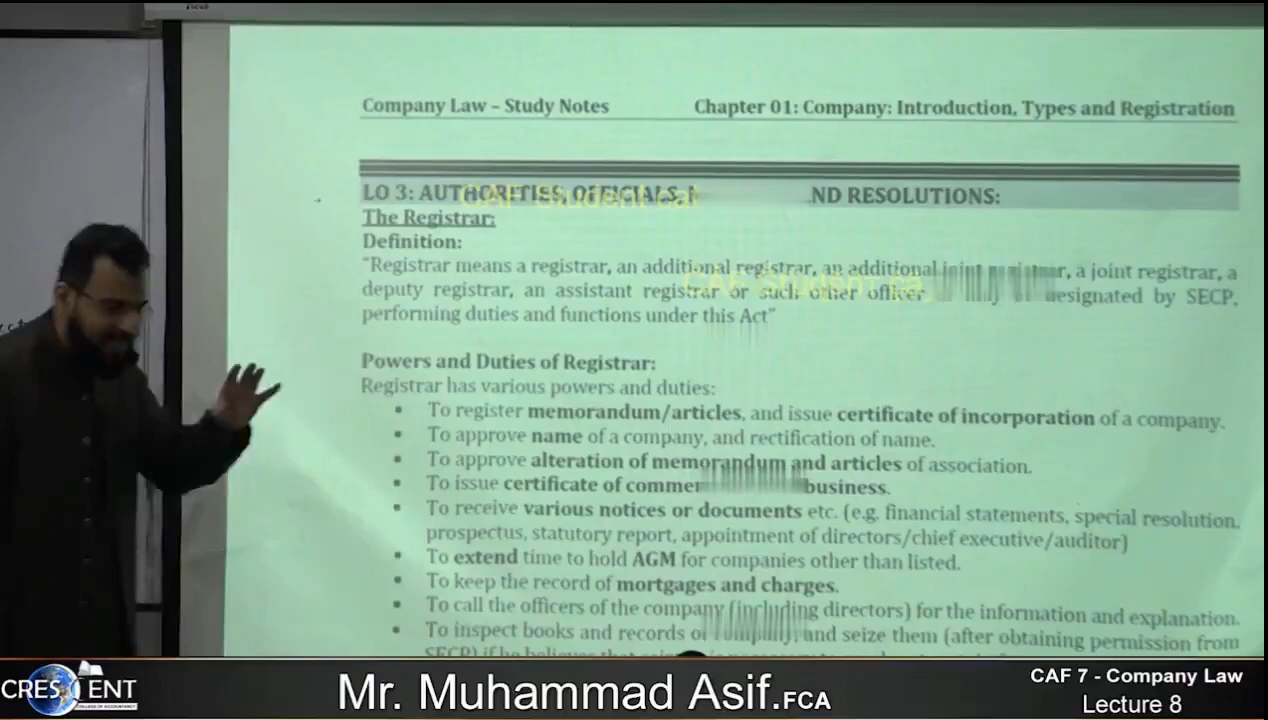 Company Law – Study Notes Chapter 01: Company: Introduction, Types and Registration
LO 3: AUTHORITIES, OFFICIALS, ND RESOLUTIONS:
CAF Student
The Registrar:
Definition:
“Registrar means a registrar, an additional registrar, an additional joint , a joint registrar, a
CAF Student
deputy registrar, an assistant registrar or such other officer designated by SECP,
performing duties and functions under this Act”
Powers and Duties of Registrar:
Registrar has various powers and duties:
▪ To register memorandum/articles, and issue certificate of incorporation of a company.
▪ To approve name of a company, and rectification of name.
▪ To approve alteration of memorandum and articles of association.
▪ To issue certificate of business.
▪ To receive various notices or documents etc. (e.g. financial statements, special resolution,
prospectus, statutory report, appointment of directors/chief executive/auditor)
▪ To extend time to hold AGM for companies other than listed.
▪ To keep the record of mortgages and charges.
▪ To call the officers of the company (including directors) for the information and explanation.
▪ To inspect books and records and seize them (after obtaining permission from
CRESCENT
COLLEGE OF ACCOUNTANCY
Mr. Muhammad Asif.FCA
CAF 7 - Company Law
Lecture 8